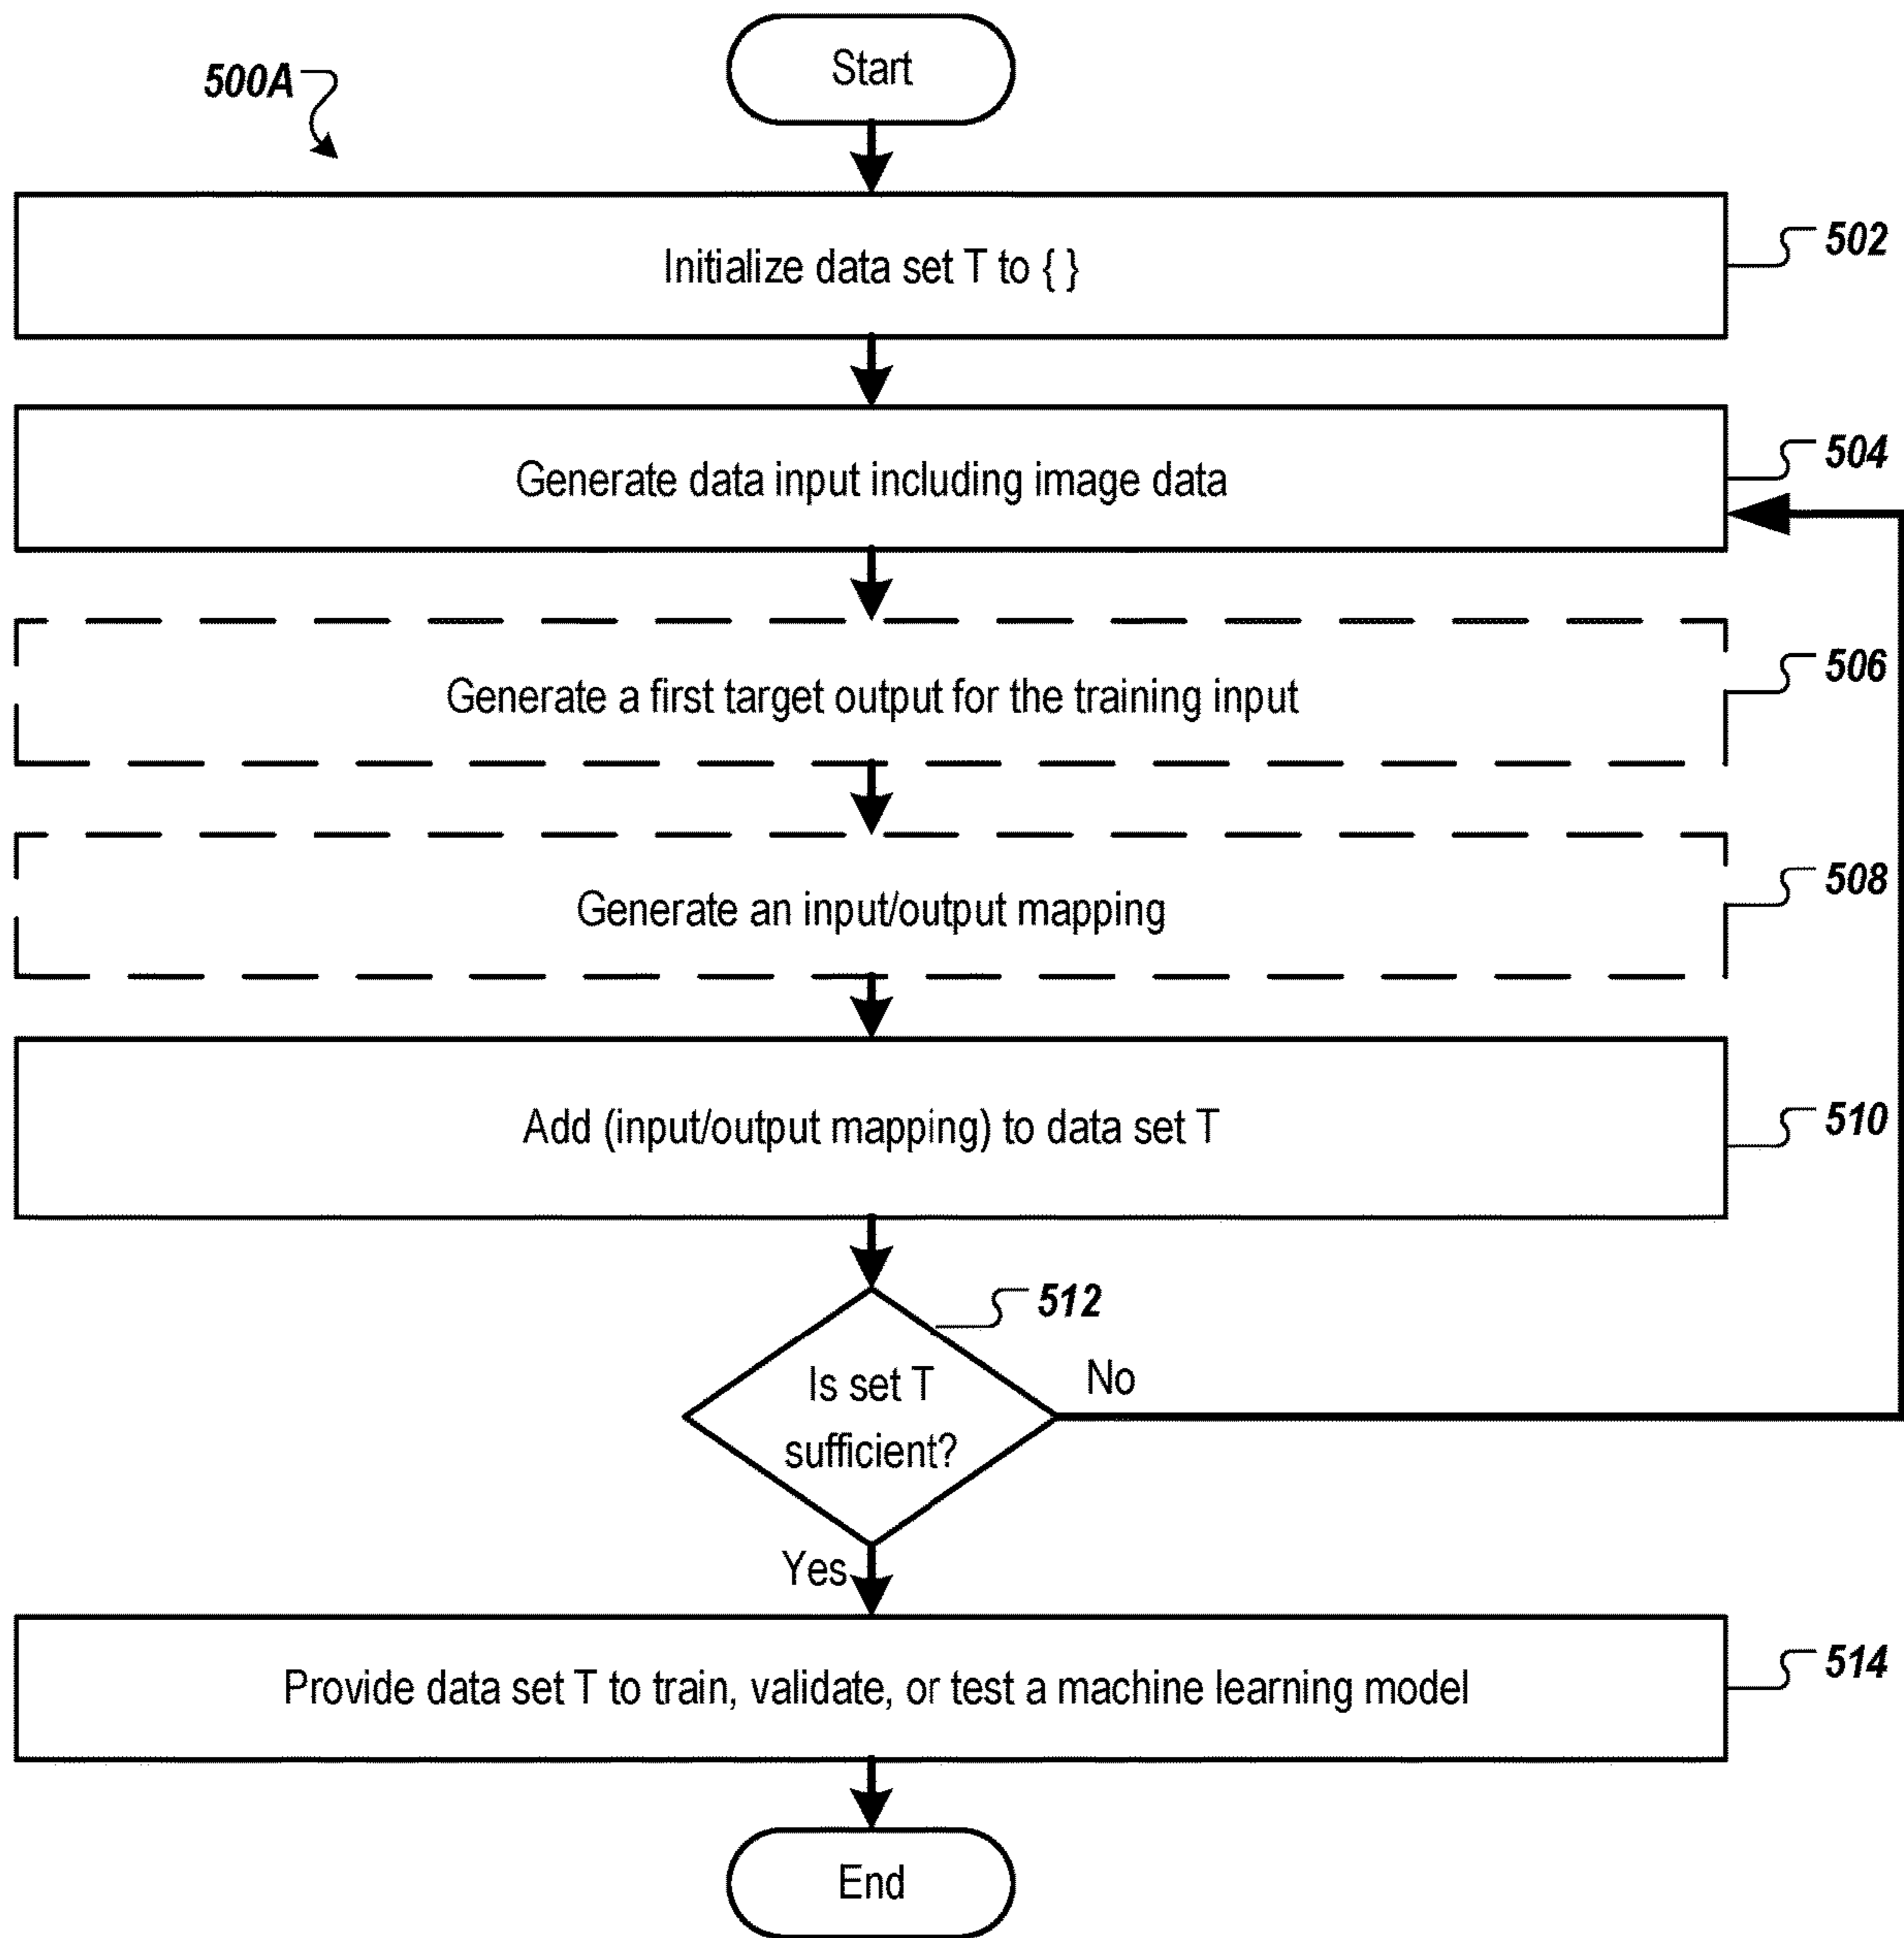 500A
Start
Initialize data set T to { }
502
Generate data input including image data
504
Generate a first target output for the training input
506
Generate an input/output mapping
508
Add (input/output mapping) to data set T
510
512
Is set T
sufficient?
No
Yes
Provide data set T to train, validate, or test a machine learning model
514
End